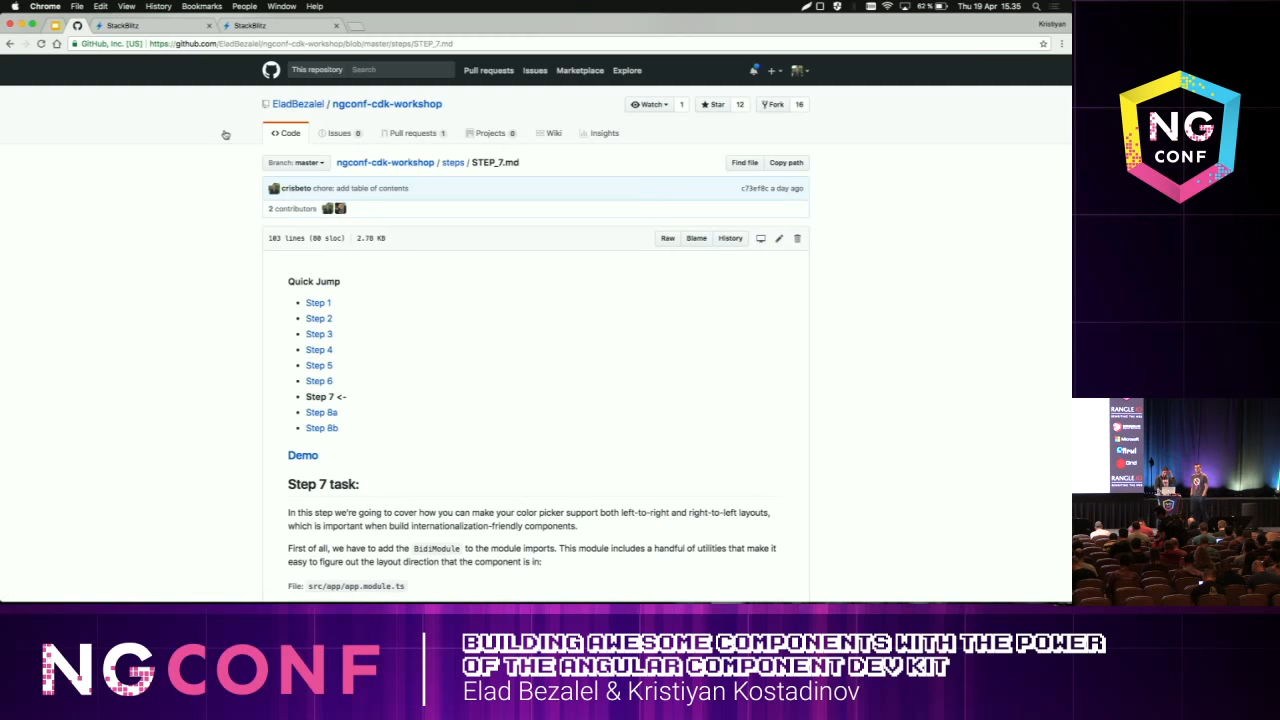 Chrome File Edit View History Bookmarks People Window Help
62 % Thu 19 Apr 15.35
StackBlitz
StackBlitz
Kristiyan
GitHub, Inc. [US] https://github.com/EladBezalel/ngconf-cdk-workshop/blob/master/steps/STEP_7.md
This repository Search Pull requests Issues Marketplace Explore
EladBezalel / ngconf-cdk-workshop
Watch 1 Star 12 Fork 16
Code Issues 0 Pull requests 1 Projects 0 Wiki Insights
Branch: master ngconf-cdk-workshop / steps / STEP_7.md Find file Copy path
crisbeto chore: add table of contents c73ef8c a day ago
2 contributors
103 lines (80 sloc) 2.78 KB Raw Blame History
Quick Jump
Step 1
Step 2
Step 3
Step 4
Step 5
Step 6
Step 7 <-
Step 8a
Step 8b
Demo
Step 7 task:
In this step we're going to cover how you can make your color picker support both left-to-right and right-to-left layouts,
which is important when build internationalization-friendly components.
First of all, we have to add the BidiModule to the module imports. This module includes a handful of utilities that make it
easy to figure out the layout direction that the component is in:
File: src/app/app.module.ts
NG
CONF
RANGLE.IO
Microsoft
RANGLE.IO
NGCONF
BUILDING AWESOME COMPONENTS WITH THE POWER
OF THE ANGULAR COMPONENT DEV KIT
Elad Bezalel & Kristiyan Kostadinov